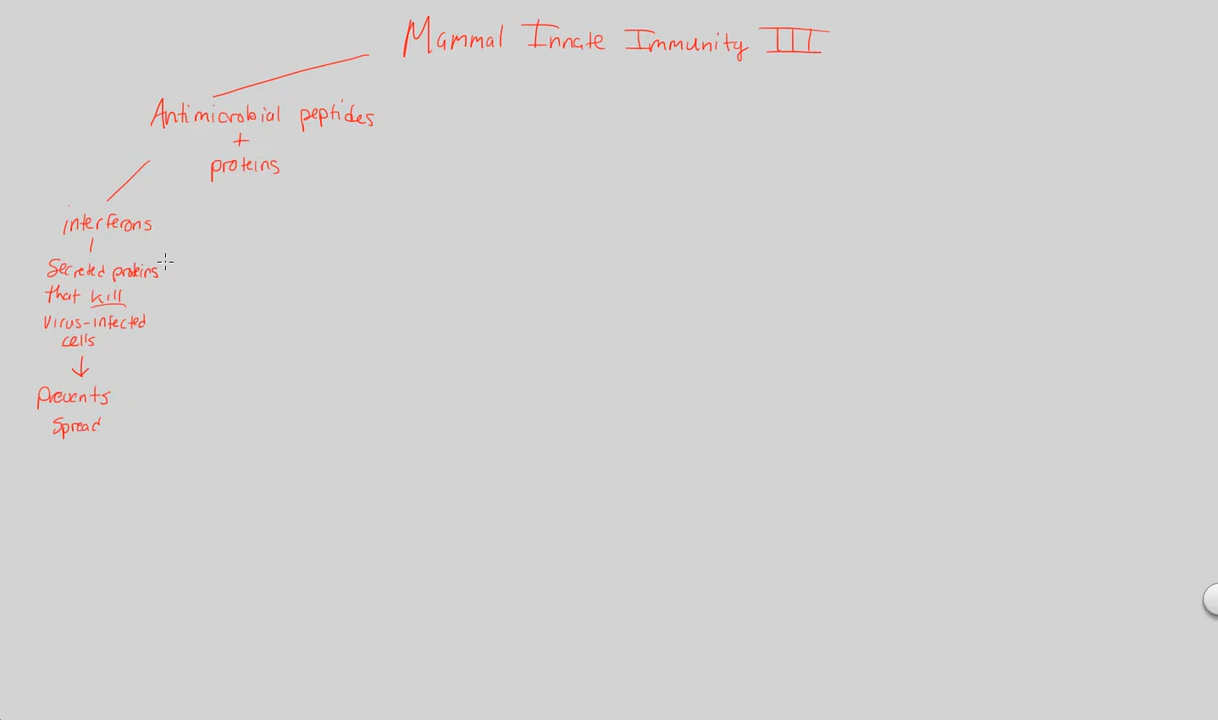 Mammal Innate Immunity III
Antimicrobial peptides
+
proteins
interferons
Secreted proteins
that kill
virus-infected
cells
↓
prevents
spread